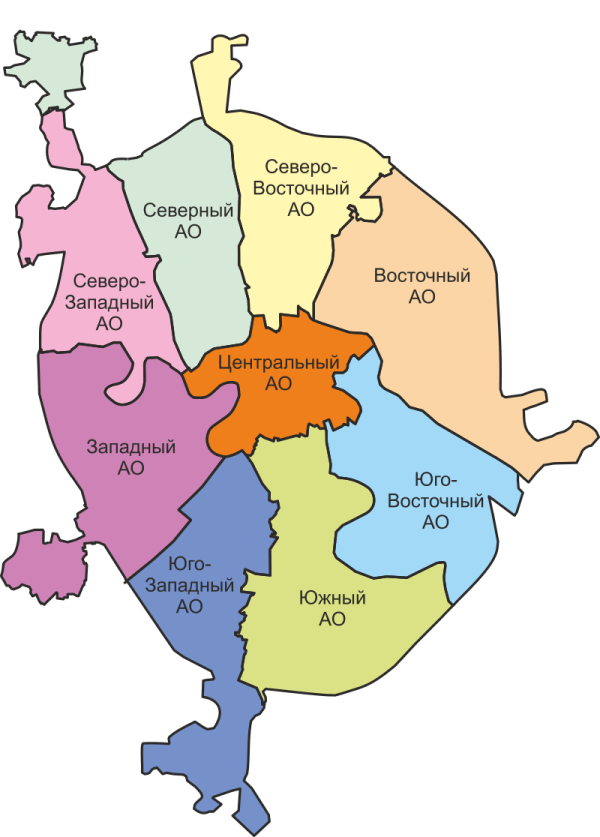 Северо-
Восточный
АО
Северный
АО
Восточный
АО
Северо-
Западный
АО
Центральный
АО
Западный
АО
Юго-
Восточный
АО
Юго-
Западный
АО
Южный
АО